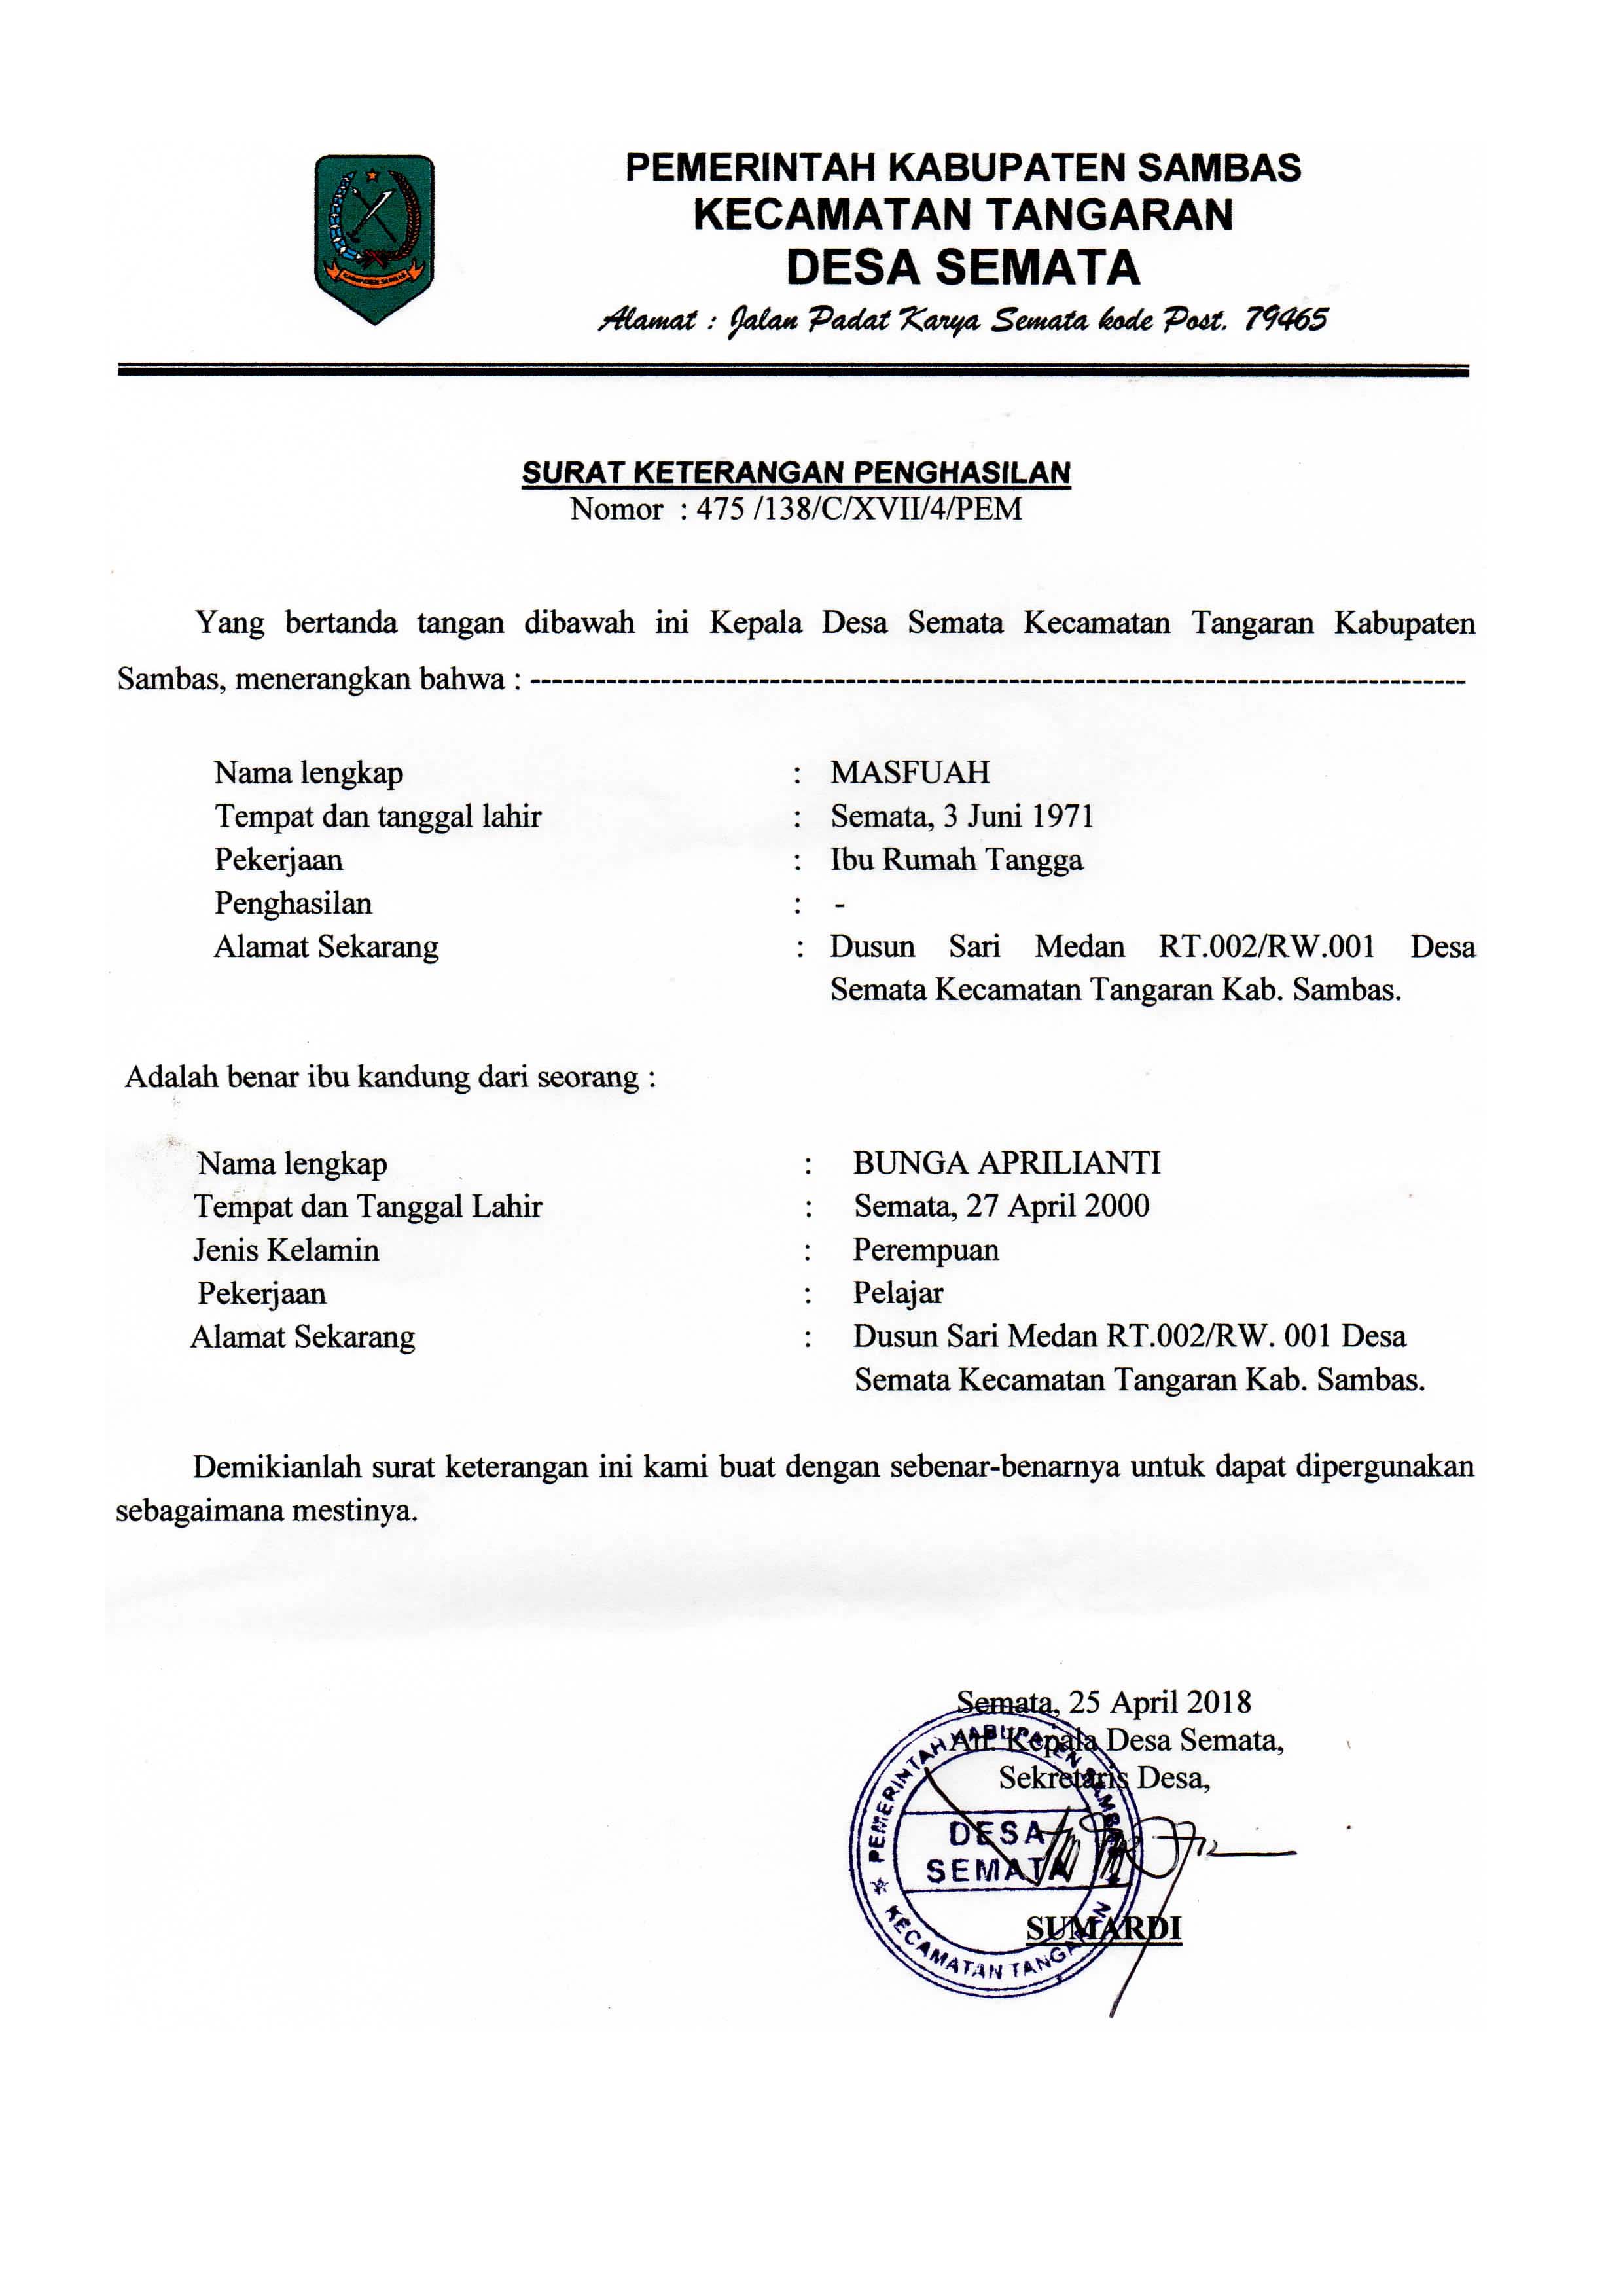 PEMERINTAH KABUPATEN SAMBAS
KECAMATAN TANGARAN
DESA SEMATA
Alamat : Jalan Padat Karya Semata kode Post. 79465
SURAT KETERANGAN PENGHASILAN
Nomor : 475 /138/C/XVII/4/PEM
Yang bertanda tangan dibawah ini Kepala Desa Semata Kecamatan Tangaran Kabupaten
Sambas, menerangkan bahwa : --------------------------------------------------------------------------------------
Nama lengkap : MASFUAH
Tempat dan tanggal lahir : Semata, 3 Juni 1971
Pekerjaan : Ibu Rumah Tangga
Penghasilan : -
Alamat Sekarang : Dusun Sari Medan RT.002/RW.001 Desa
Semata Kecamatan Tangaran Kab. Sambas.
Adalah benar ibu kandung dari seorang :
Nama lengkap : BUNGA APRILIANTI
Tempat dan Tanggal Lahir : Semata, 27 April 2000
Jenis Kelamin : Perempuan
Pekerjaan : Pelajar
Alamat Sekarang : Dusun Sari Medan RT.002/RW. 001 Desa
Semata Kecamatan Tangaran Kab. Sambas.
Demikianlah surat keterangan ini kami buat dengan sebenar-benarnya untuk dapat dipergunakan
sebagaimana mestinya.
Semata, 25 April 2018
An. Kepala Desa Semata,
Sekretaris Desa,
PEMERINTAH KABUPATEN SAMBAS
DESA
SEMATA
KECAMATAN TANGARAN
SUMARDI